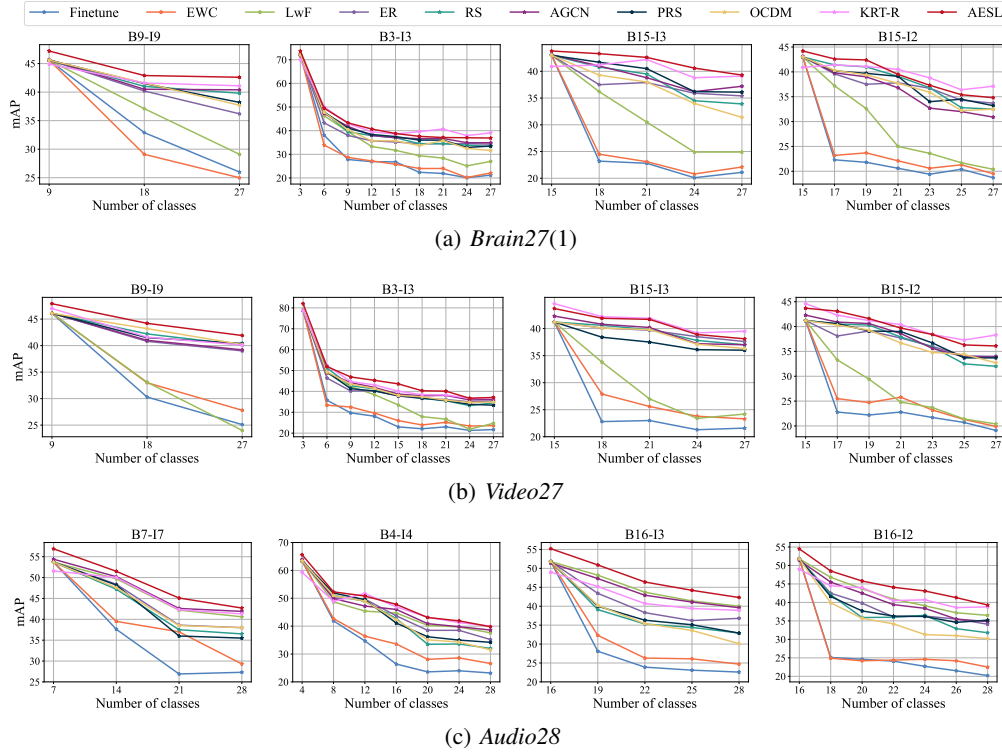 Finetune EWC LwF ER RS AGCN PRS OCDM KRT-R AESL
B9-I9 B3-I3 B15-I3 B15-I2
mAP
45 40 35 30 25
9 18 27
Number of classes
70 60 50 40 30 20
3 6 9 12 15 18 21 24 27
Number of classes
40 35 30 25 20
15 18 21 24 27
Number of classes
45 40 35 30 25 20
15 17 19 21 23 25 27
Number of classes
(a) Brain27(1)
B9-I9 B3-I3 B15-I3 B15-I2
mAP
45 40 35 30 25
9 18 27
Number of classes
80 70 60 50 40 30 20
3 6 9 12 15 18 21 24 27
Number of classes
40 35 30 25 20
15 18 21 24 27
Number of classes
45 40 35 30 25 20
15 17 19 21 23 25 27
Number of classes
(b) Video27
B7-I7 B4-I4 B16-I3 B16-I2
mAP
55 50 45 40 35 30 25
7 14 21 28
Number of classes
70 60 50 40 30 20
4 8 12 16 20 24 28
Number of classes
55 50 45 40 35 30 25 20
16 19 22 25 28
Number of classes
55 50 45 40 35 30 25 20
16 18 20 22 24 26 28
Number of classes
(c) Audio28